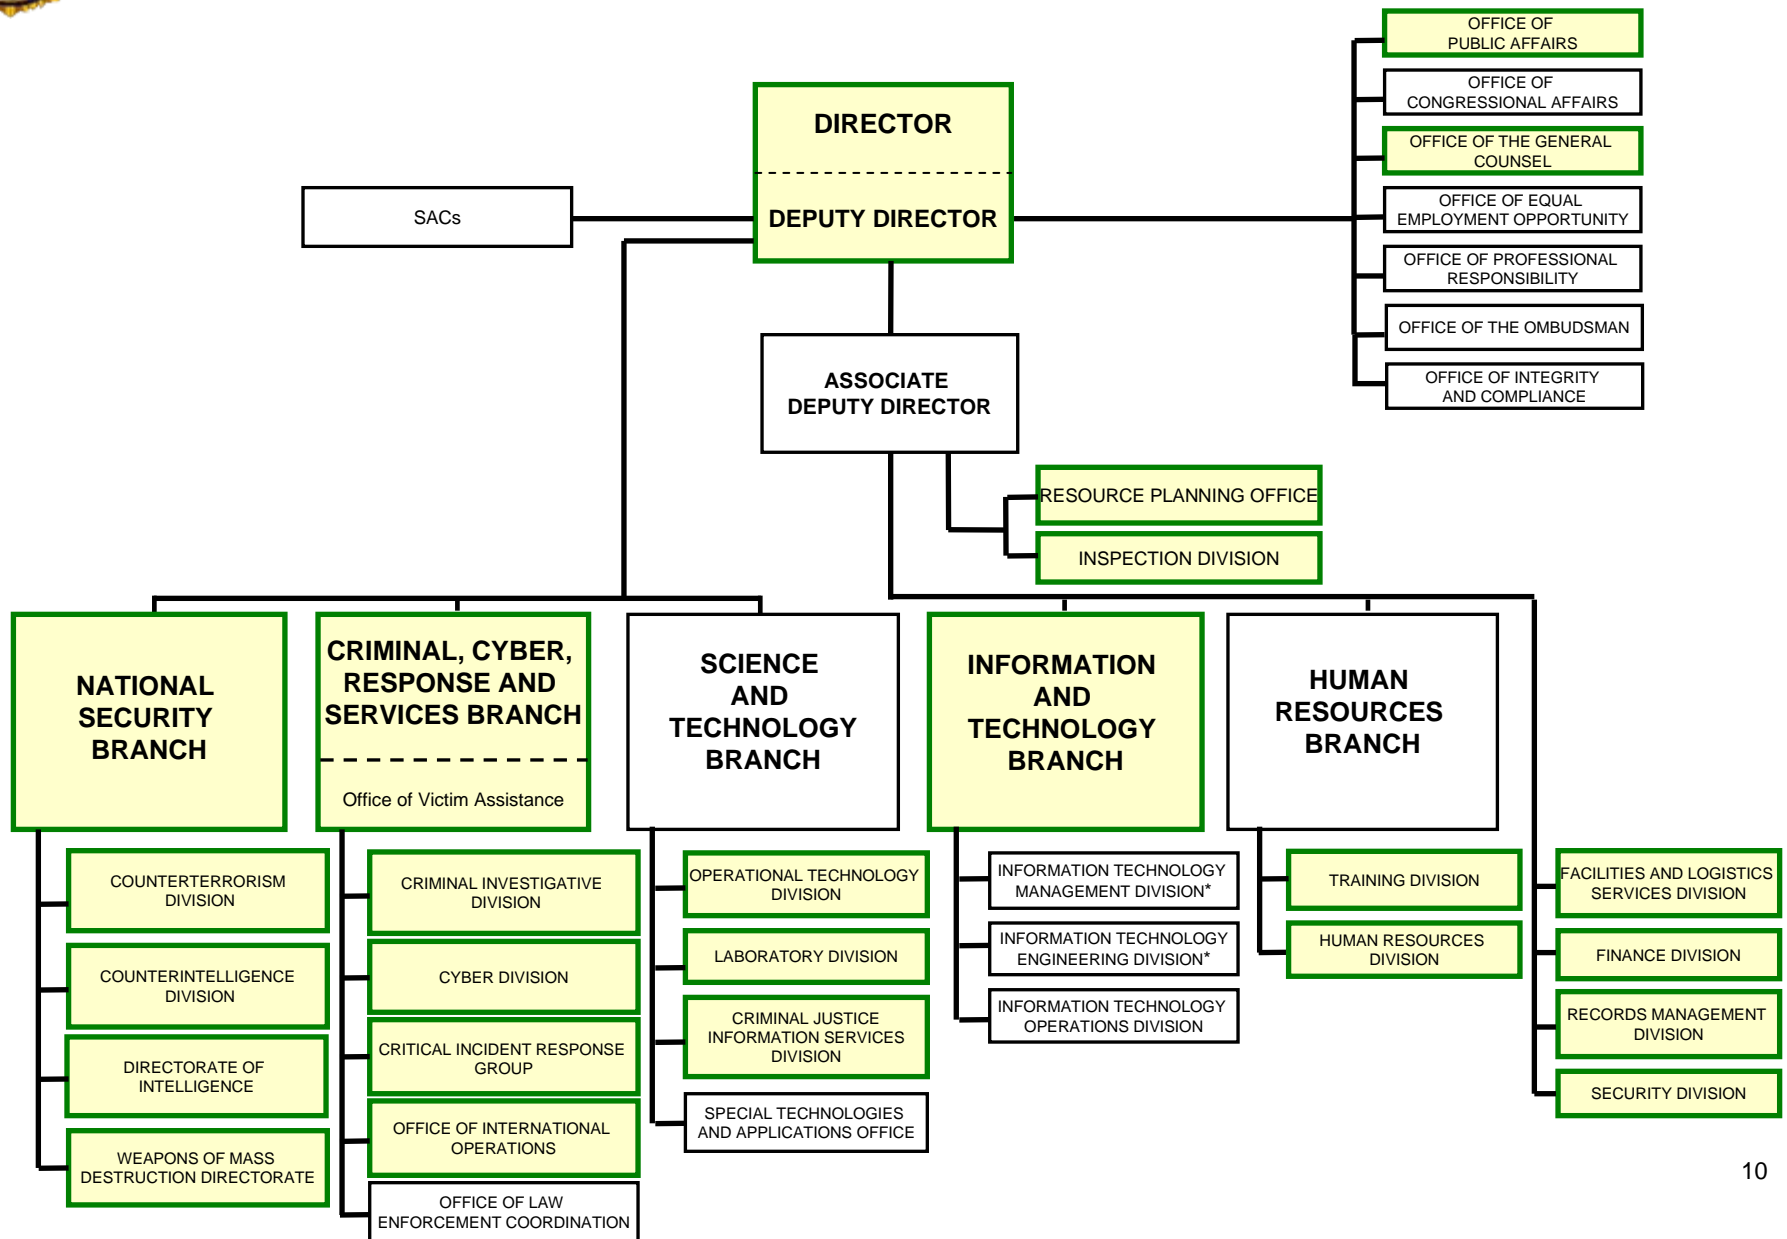 OFFICE OF
PUBLIC AFFAIRS
OFFICE OF
CONGRESSIONAL AFFAIRS
OFFICE OF THE GENERAL
COUNSEL
OFFICE OF EQUAL
EMPLOYMENT OPPORTUNITY
OFFICE OF PROFESSIONAL
RESPONSIBILITY
OFFICE OF THE OMBUDSMAN
OFFICE OF INTEGRITY
AND COMPLIANCE
DIRECTOR
DEPUTY DIRECTOR
SACs
ASSOCIATE
DEPUTY DIRECTOR
RESOURCE PLANNING OFFICE
INSPECTION DIVISION
NATIONAL
SECURITY
BRANCH
COUNTERTERRORISM
DIVISION
COUNTERINTELLIGENCE
DIVISION
DIRECTORATE OF
INTELLIGENCE
WEAPONS OF MASS
DESTRUCTION DIRECTORATE
CRIMINAL, CYBER,
RESPONSE AND
SERVICES BRANCH
Office of Victim Assistance
CRIMINAL INVESTIGATIVE
DIVISION
CYBER DIVISION
CRITICAL INCIDENT RESPONSE
GROUP
OFFICE OF INTERNATIONAL
OPERATIONS
OFFICE OF LAW
ENFORCEMENT COORDINATION
SCIENCE
AND
TECHNOLOGY
BRANCH
OPERATIONAL TECHNOLOGY
DIVISION
LABORATORY DIVISION
CRIMINAL JUSTICE
INFORMATION SERVICES
DIVISION
SPECIAL TECHNOLOGIES
AND APPLICATIONS OFFICE
INFORMATION
AND
TECHNOLOGY
BRANCH
INFORMATION TECHNOLOGY
MANAGEMENT DIVISION*
INFORMATION TECHNOLOGY
ENGINEERING DIVISION*
INFORMATION TECHNOLOGY
OPERATIONS DIVISION
HUMAN
RESOURCES
BRANCH
TRAINING DIVISION
HUMAN RESOURCES
DIVISION
FACILITIES AND LOGISTICS
SERVICES DIVISION
FINANCE DIVISION
RECORDS MANAGEMENT
DIVISION
SECURITY DIVISION
10